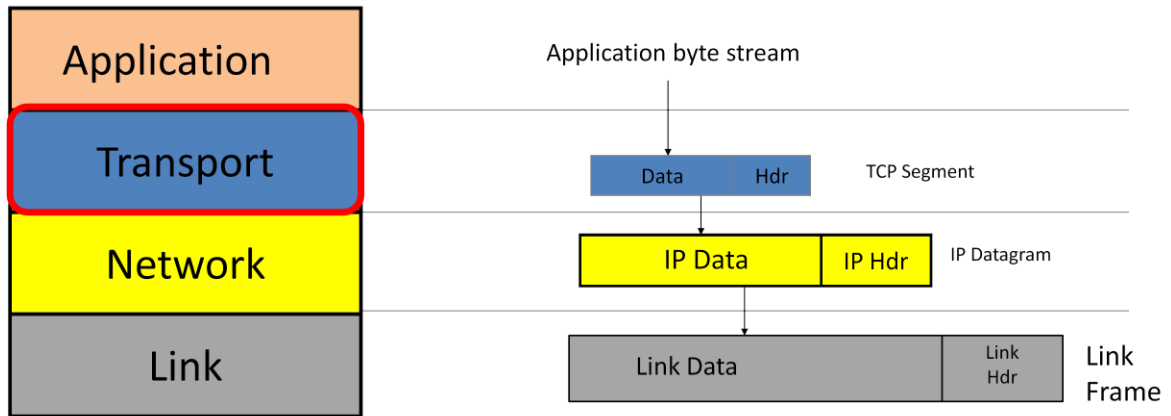 Application
Application byte stream
Transport
Data
Hdr
TCP Segment
Network
IP Data
IP Hdr
IP Datagram
Link
Link Data
Link
Hdr
Link
Frame